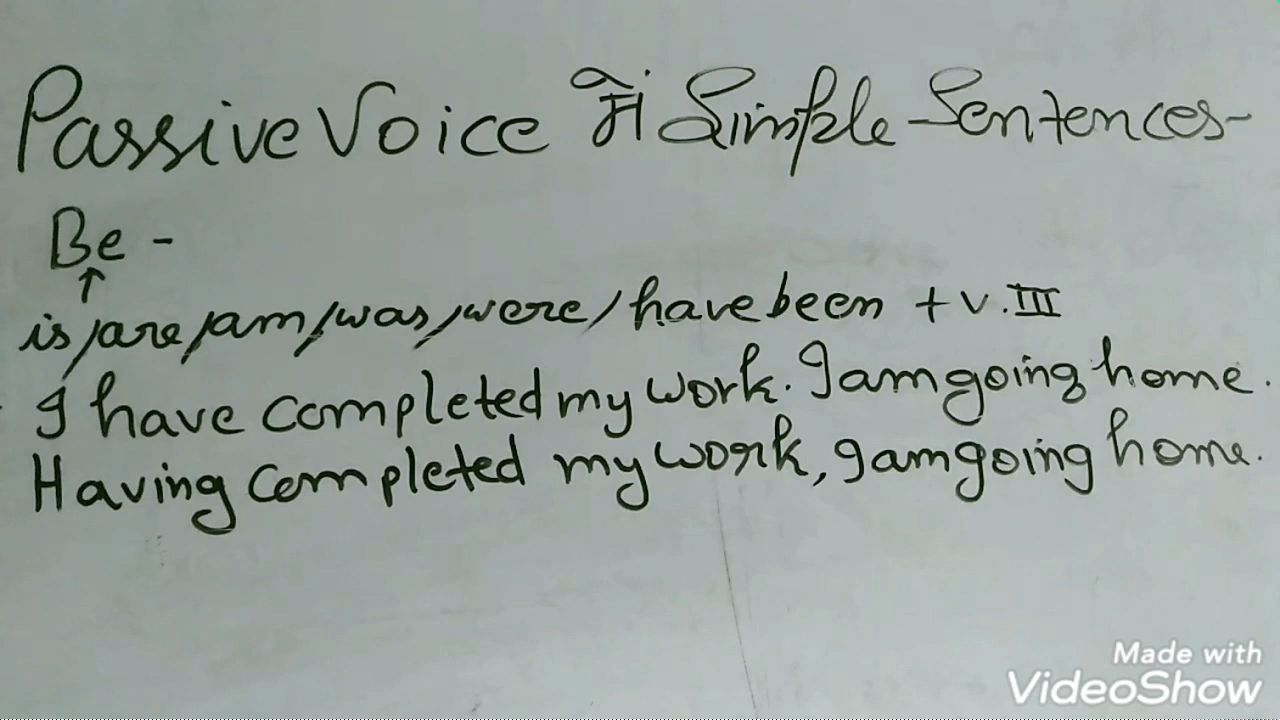 Passive Voice में Simple Sentences-
Be -
↑
is/are/am/was/were/have been + v.III
I have completed my work. I am going home.
Having completed my work, I am going home.
Made with
VideoShow